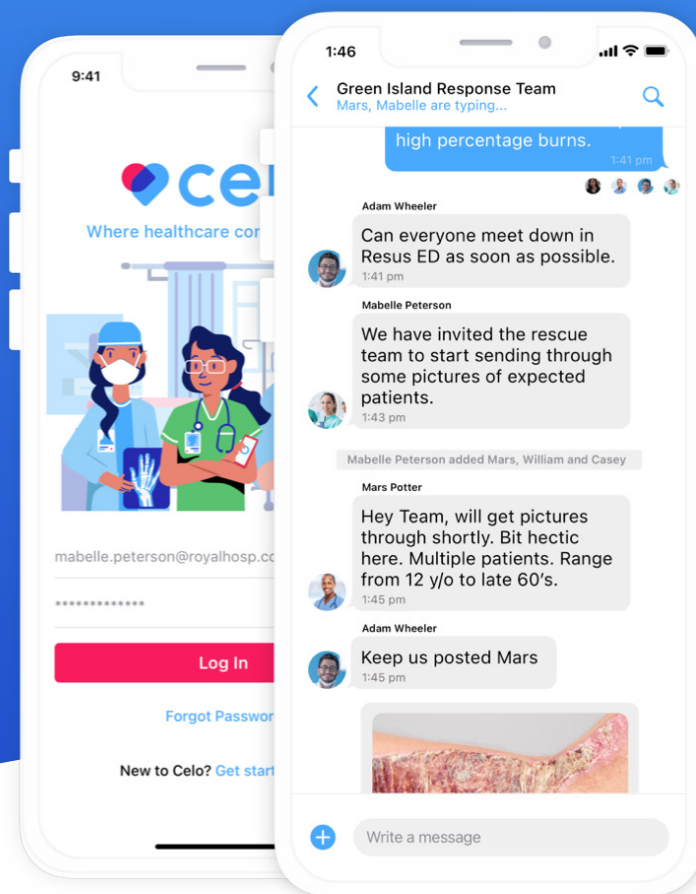 9:41
Where healthcare
mabelle.peterson@royalhosp.
*************
Log In
Forgot
New to Celo? Get
1:46
Green Island Response Team
Mars, Mabelle are typing...
high percentage burns.
1:41 pm
Adam Wheeler
Can everyone meet down in
Resus ED as soon as possible.
1:41 pm
Mabelle Peterson
We have invited the rescue
team to start sending through
some pictures of expected
patients.
1:43 pm
Mabelle Peterson added Mars, William and Casey
Mars Potter
Hey Team, will get pictures
through shortly. Bit hectic
here. Multiple patients. Range
from 12 y/o to late 60's.
1:45 pm
Adam Wheeler
Keep us posted Mars
1:45 pm
Write a message